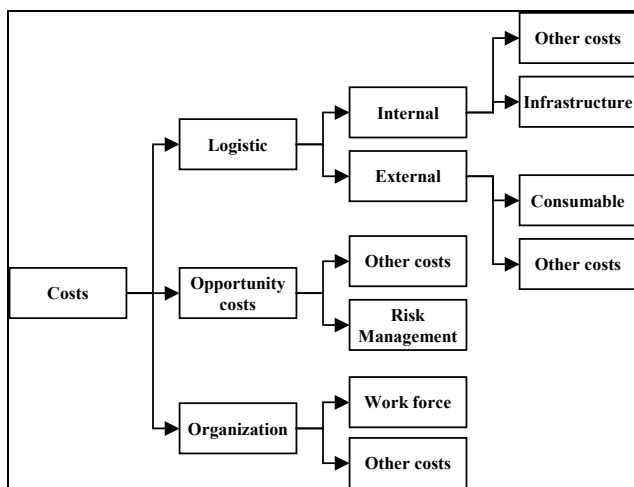 Other costs
Internal
Infrastructure
Logistic
External
Consumable
Other costs
Other costs
Costs
Opportunity
costs
Risk
Management
Work force
Organization
Other costs